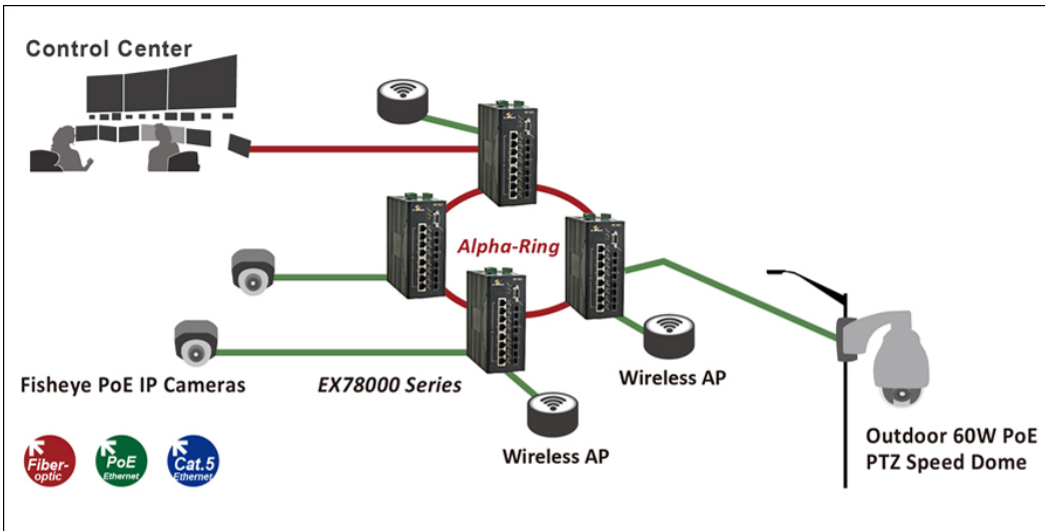 Control Center
Alpha-Ring
Fisheye PoE IP Cameras
EX78000 Series
Wireless AP
Wireless AP
Outdoor 60W PoE
PTZ Speed Dome
Fiber-
optic
PoE
Ethernet
Cat.5
Ethernet